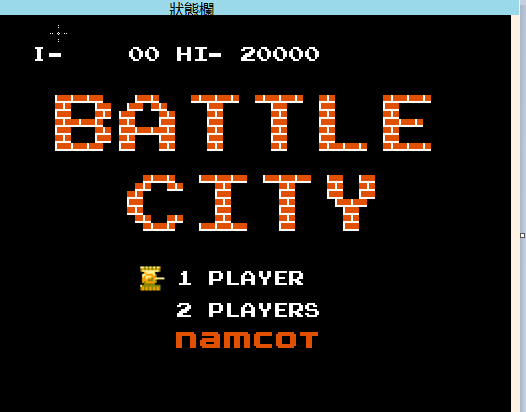 狀態欄
I- 00 HI- 20000
BATTLE
CITY
1 PLAYER
2 PLAYERS
namcoT